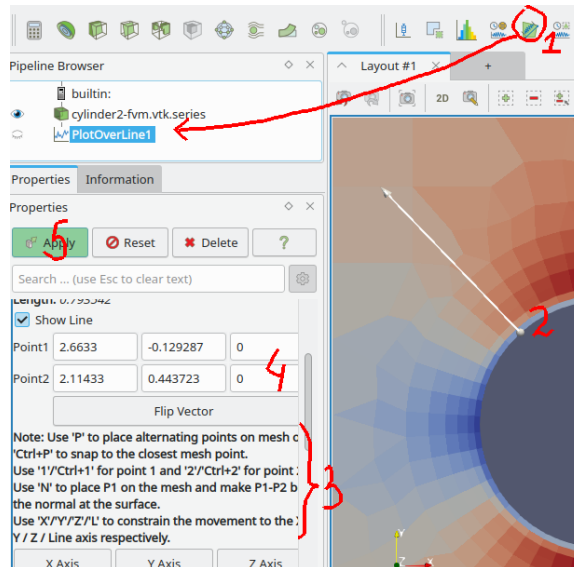 1
Pipeline Browser
Layout #1
+
builtin:
cylinder2-fvm.vtk.series
2D
PlotOverLine1
Properties Information
Properties
5
Apply Reset Delete ?
Search ... (use Esc to clear text)
Length: 0.793542
Show Line
2
Point1 2.6633 -0.129287 0
4
Point2 2.11433 0.443723 0
Flip Vector
Note: Use 'P' to place alternating points on mesh o
'Ctrl+P' to snap to the closest mesh point.
Use '1'/'Ctrl+1' for point 1 and '2'/'Ctrl+2' for point
Use 'N' to place P1 on the mesh and make P1-P2 b
3
the normal at the surface.
Use 'X'/'Y'/'Z'/'L' to constrain the movement to the
Y / Z / Line axis respectively.
X Axis Y Axis Z Axis
Y
Z